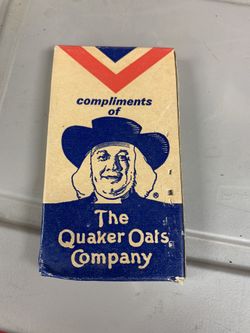 compliments
of
The
Quaker Oats
Company
®